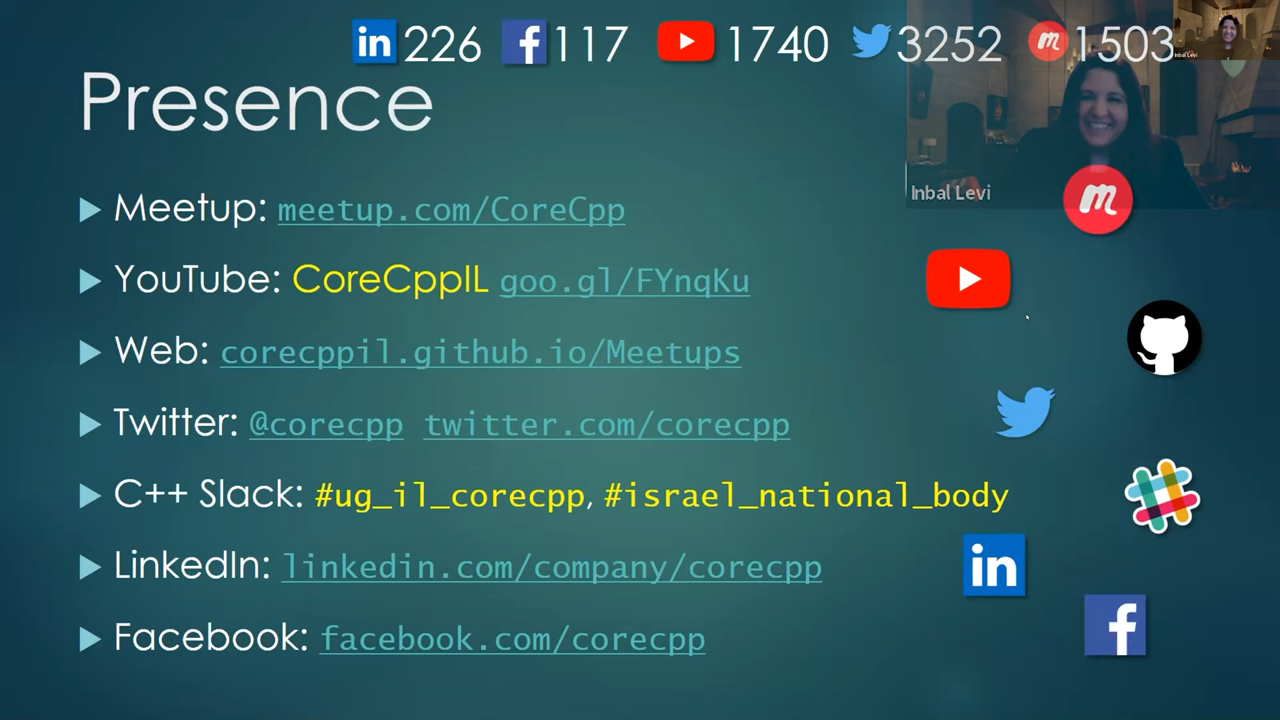 226 117 1740 3252 1503
Presence
Inbal Levi
Inbal Levi
Meetup: meetup.com/CoreCpp
YouTube: CoreCppIL goo.gl/FYnqKu
Web: corecppil.github.io/Meetups
Twitter: @corecpp twitter.com/corecpp
C++ Slack: #ug_il_corecpp, #israel_national_body
LinkedIn: linkedin.com/company/corecpp
Facebook: facebook.com/corecpp